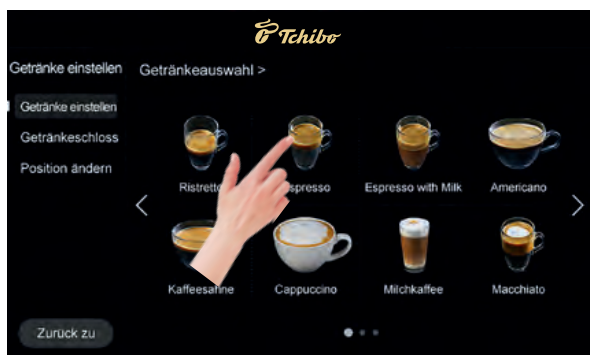 Tchibo
Getränke einstellen
Getränkeauswahl >
Getränke einstellen
Getränkeschloss
Position ändern
Ristretto
Espresso
Espresso with Milk
Americano
Kaffeesahne
Cappuccino
Milchkaffee
Macchiato
Zurück zu